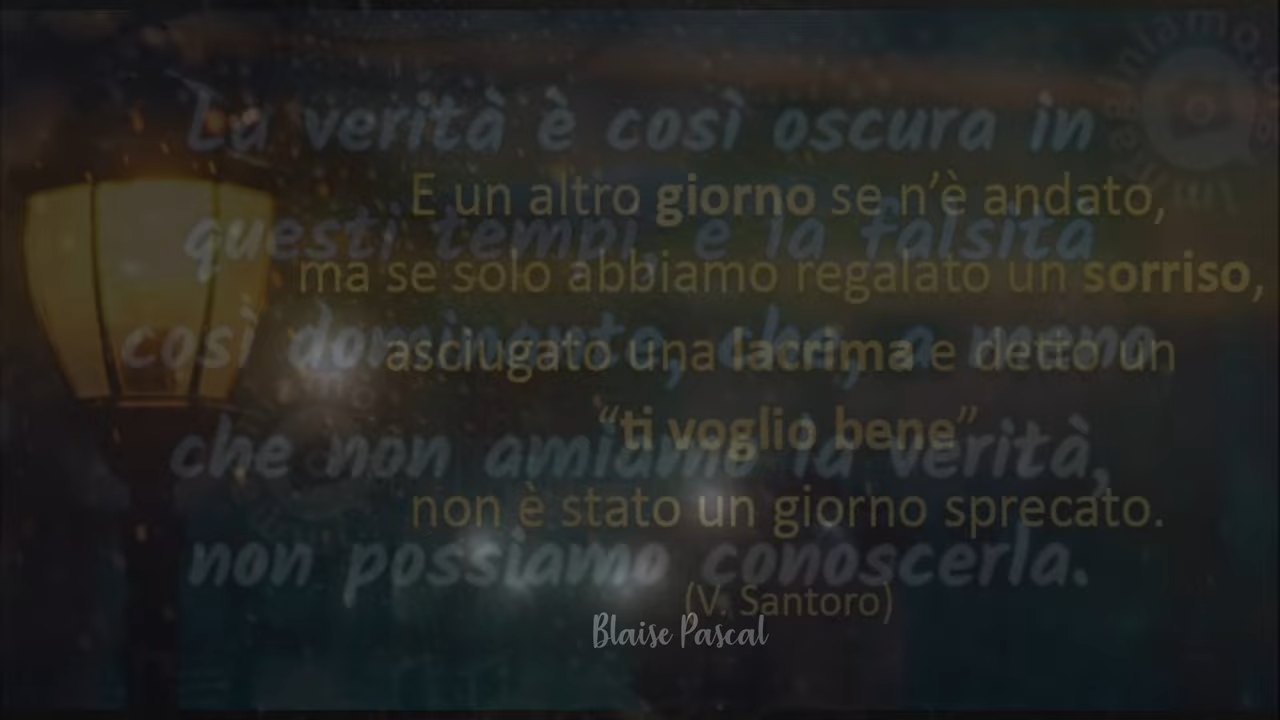 La verità è così oscura in
questi tempi, e la falsità
così dominante, che, a meno
che non amiamo la verità,
non possiamo conoscerla.
Blaise Pascal
E un altro giorno se n’è andato,
ma se solo abbiamo regalato un sorriso,
asciugato una lacrima e detto un
“ti voglio bene”
non è stato un giorno sprecato.
(V. Santoro)